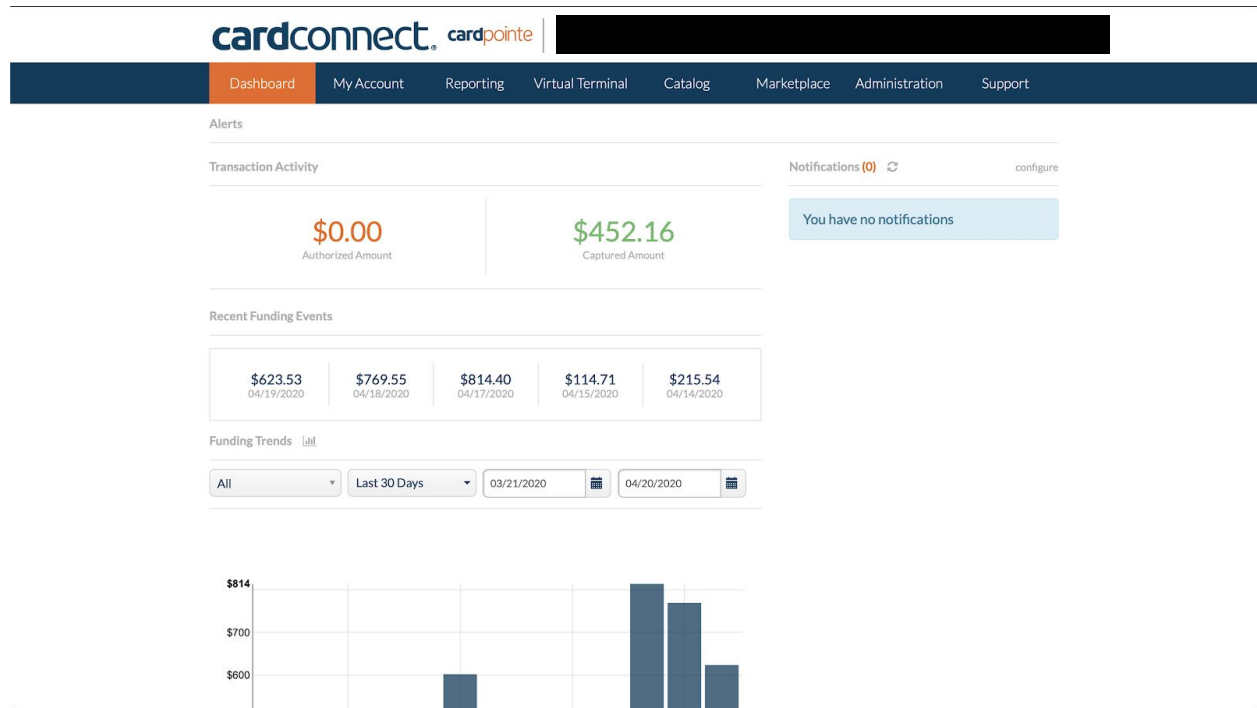 cardconnect. cardpointe
Dashboard My Account Reporting Virtual Terminal Catalog Marketplace Administration Support
Alerts
Transaction Activity
Notifications (0) configure
$0.00
Authorized Amount
$452.16
Captured Amount
You have no notifications
Recent Funding Events
$623.53 $769.55 $814.40 $114.71 $215.54
04/19/2020 04/18/2020 04/17/2020 04/15/2020 04/14/2020
Funding Trends
All Last 30 Days 03/21/2020 04/20/2020
$814
$700
$600